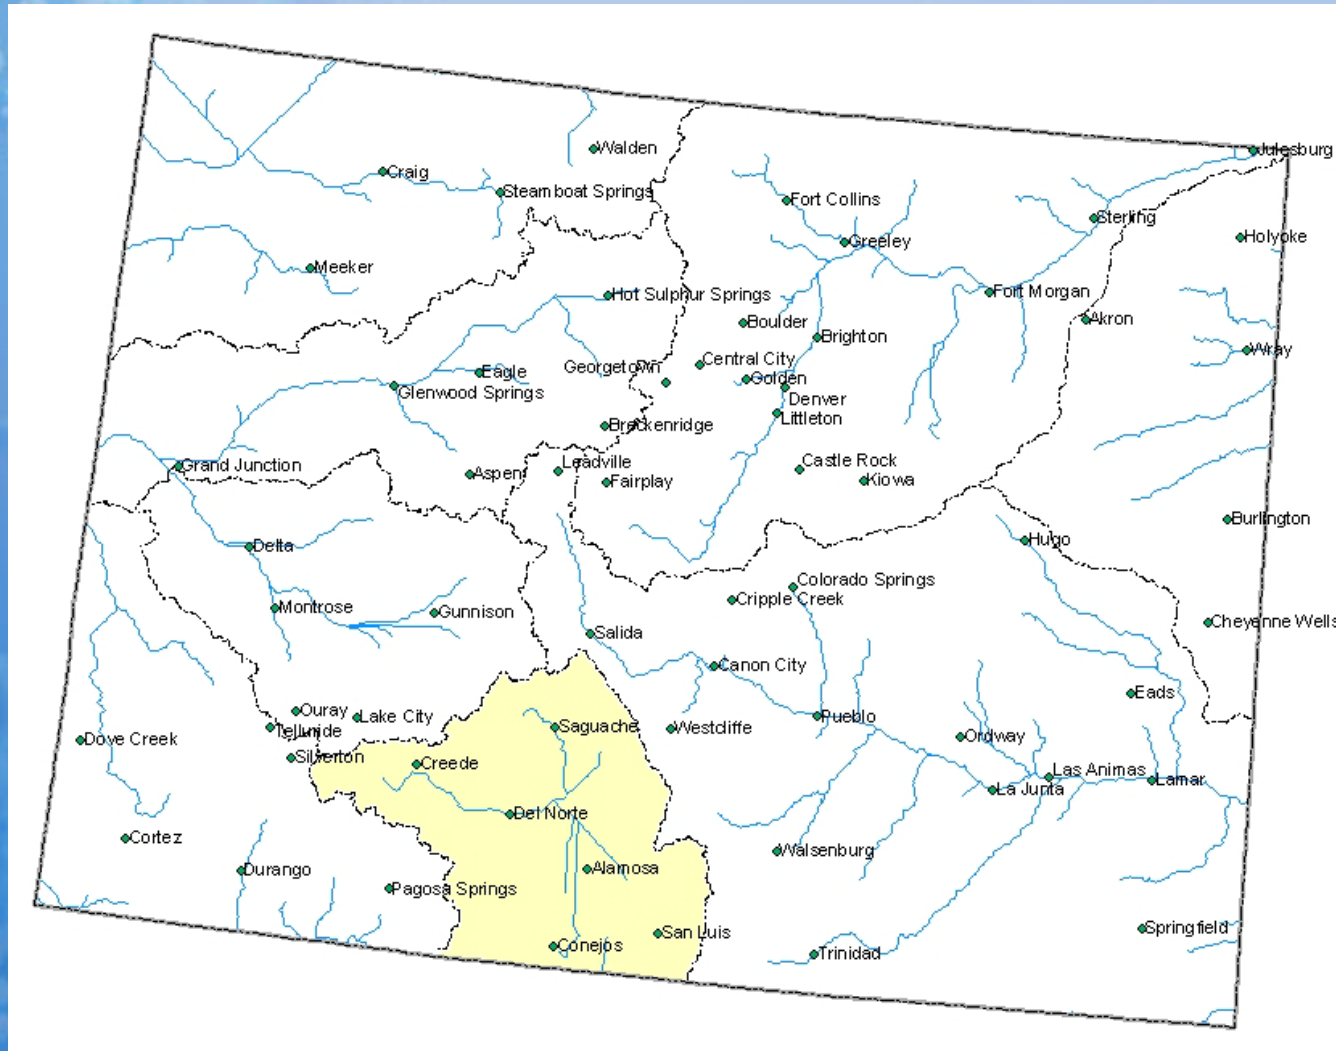 Julesburg
Walden
Craig
Steamboat Springs
Fort Collins
Sterling
Holyoke
Greeley
Meeker
Hot Sulphur Springs
Fort Morgan
Boulder
Akron
Brighton
Wray
Central City
Georgetown
Eagle
Golden
Glenwood Springs
Denver
Littleton
Breckenridge
Castle Rock
Leadville
Grand Junction
Aspen
Fairplay
Kiowa
Burlington
Hugo
Delta
Colorado Springs
Cripple Creek
Montrose
Gunnison
Cheyenne Wells
Salida
Canon City
Eads
Ouray
Lake City
Pueblo
Saguache
Westcliffe
Telluride
Ordway
Dove Creek
Silverton
Creede
Las Animas
Lamar
La Junta
Del Norte
Cortez
Walsenburg
Durango
Alamosa
Pagosa Springs
Springfield
San Luis
Conejos
Trinidad